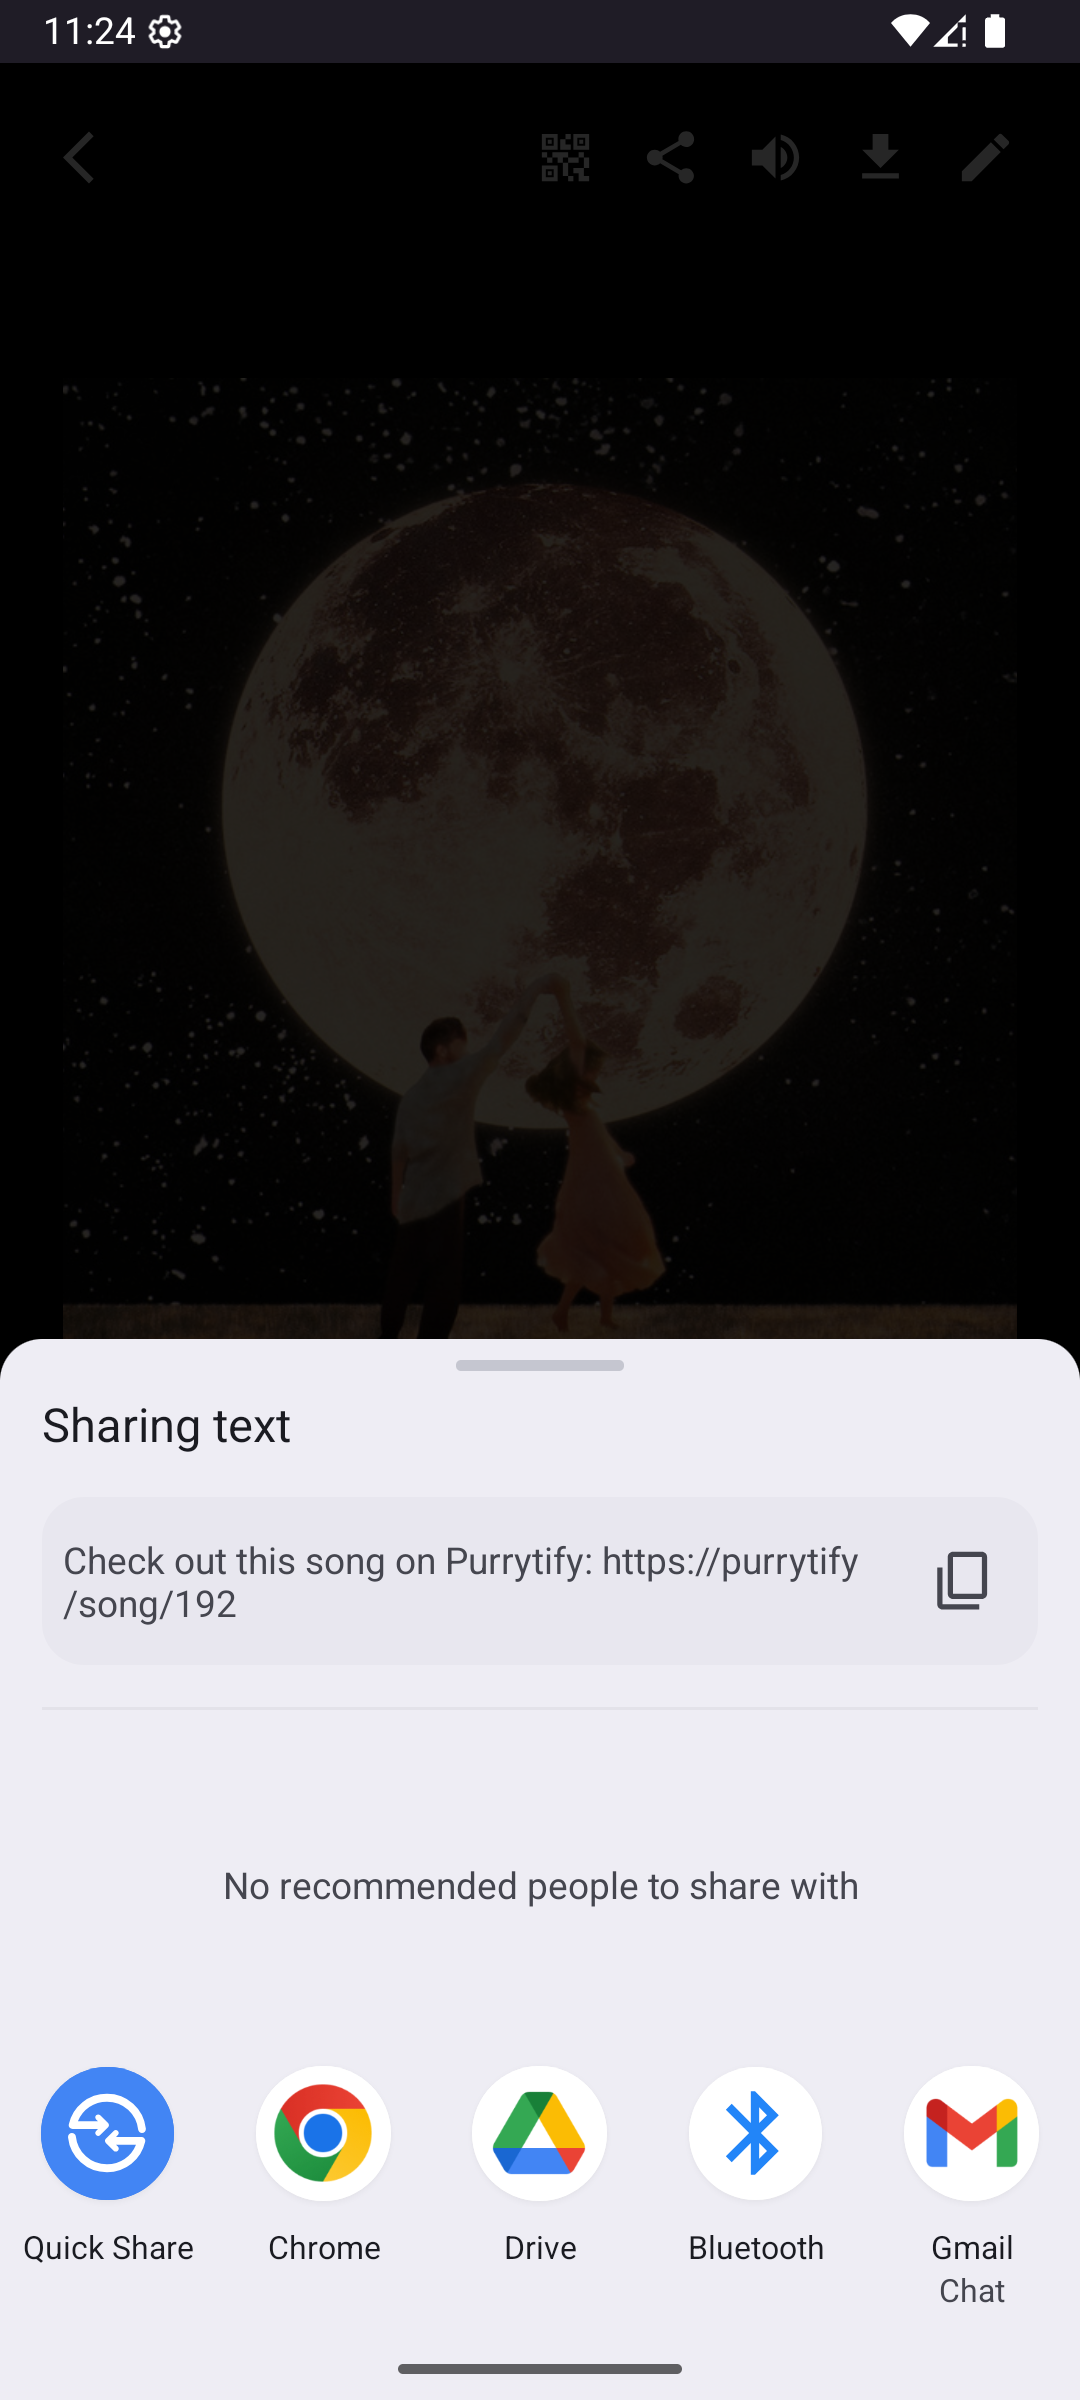 11:24
Sharing text
Check out this song on Purrytify: https://purrytify
/song/192
No recommended people to share with
Quick Share
Chrome
Drive
Bluetooth
Gmail
Chat